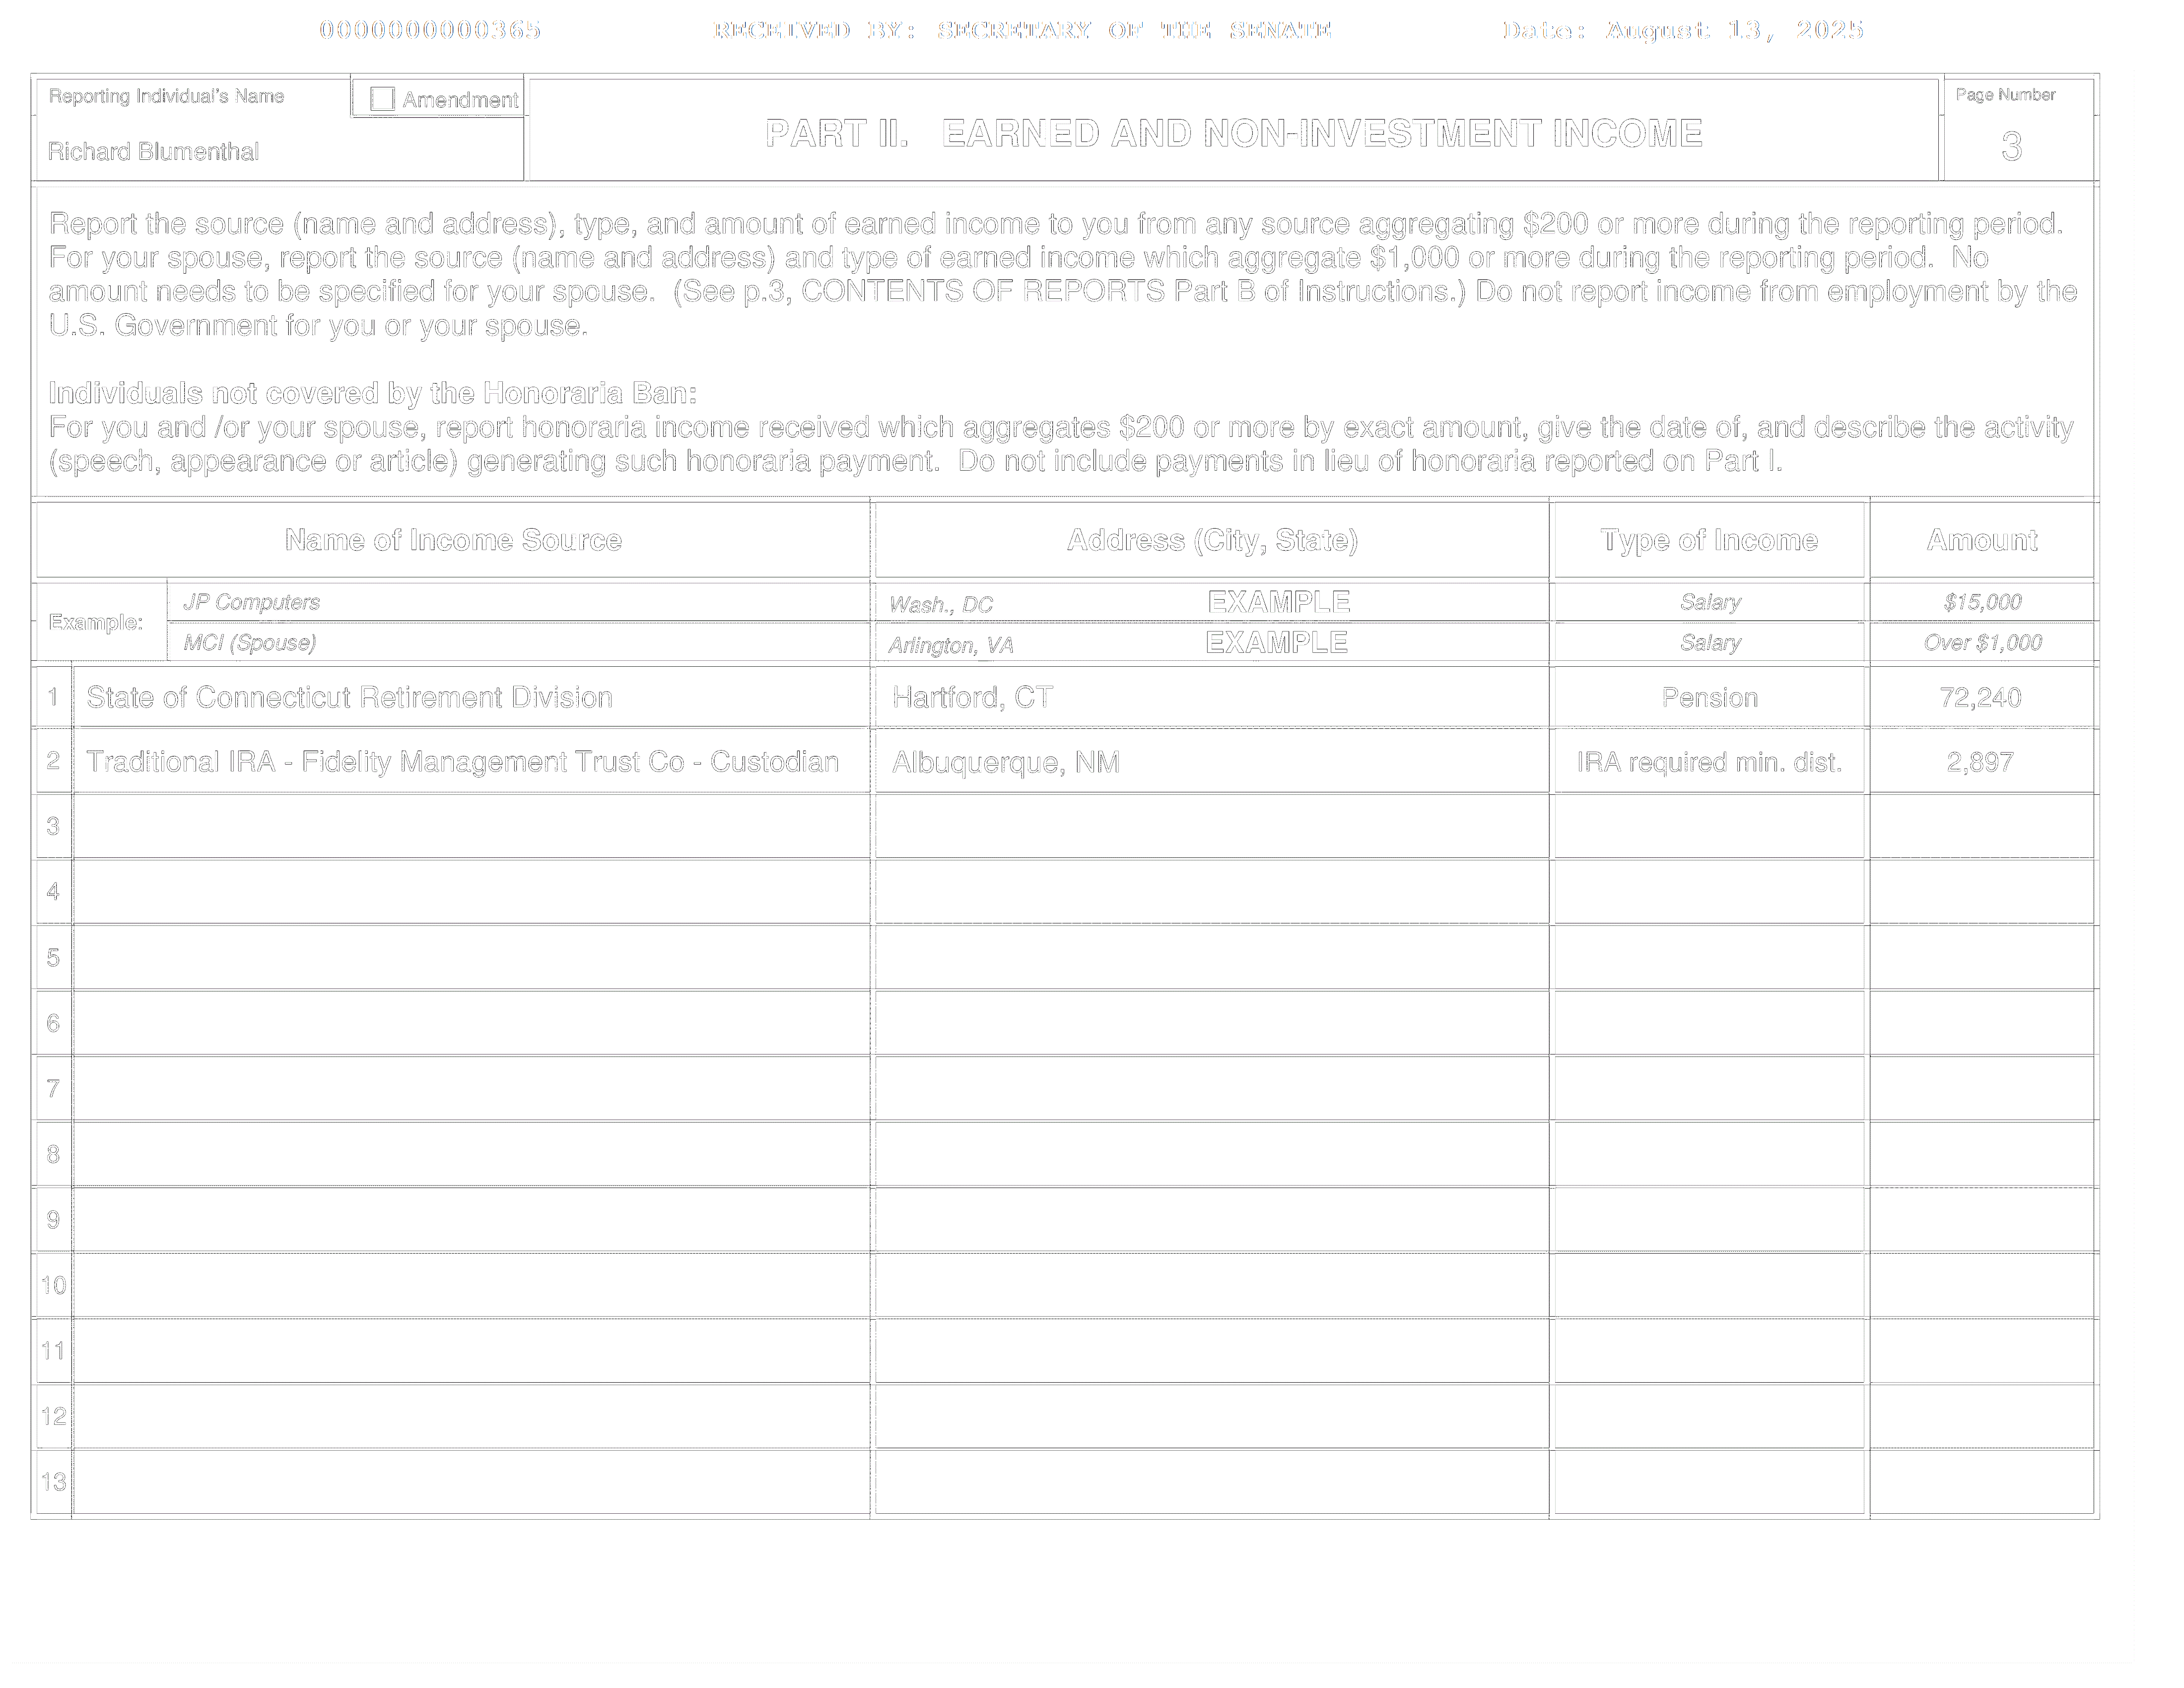 0000000000365 RECEIVED BY: SECRETARY OF THE SENATE Date: August 13, 2025
Reporting Individual's Name
Amendment
Richard Blumenthal
PART II. EARNED AND NON-INVESTMENT INCOME
Page Number
3
Report the source (name and address), type, and amount of earned income to you from any source aggregating $200 or more during the reporting period.
For your spouse, report the source (name and address) and type of earned income which aggregate $1,000 or more during the reporting period. No
amount needs to be specified for your spouse. (See p.3, CONTENTS OF REPORTS Part B of Instructions.) Do not report income from employment by the
U.S. Government for you or your spouse.
Individuals not covered by the Honoraria Ban:
For you and /or your spouse, report honoraria income received which aggregates $200 or more by exact amount, give the date of, and describe the activity
(speech, appearance or article) generating such honoraria payment. Do not include payments in lieu of honoraria reported on Part I.
Name of Income Source Address (City, State) Type of Income Amount
Example:
JP Computers Wash., DC EXAMPLE Salary $15,000
MCI (Spouse) Arlington, VA EXAMPLE Salary Over $1,000
1 State of Connecticut Retirement Division Hartford, CT Pension 72,240
2 Traditional IRA - Fidelity Management Trust Co - Custodian Albuquerque, NM IRA required min. dist. 2,897
3
4
5
6
7
8
9
10
11
12
13